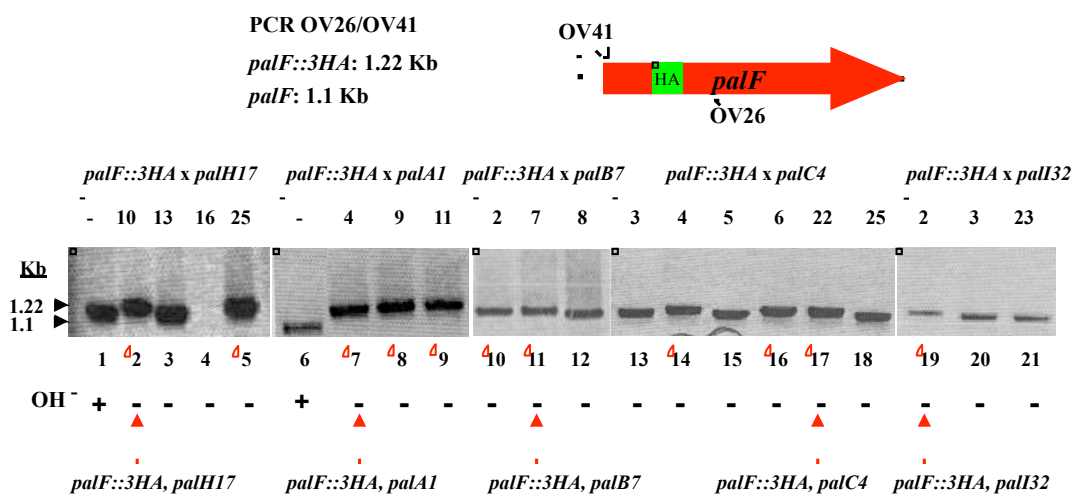 PCR OV26/OV41
palF::3HA: 1.22 Kb
palF: 1.1 Kb
OV41
HA palF
OV26
palF::3HA x palH17 palF::3HA x palA1 palF::3HA x palB7 palF::3HA x palC4 palF::3HA x palI32
- 10 13 16 25 - 4 9 11 2 7 8 3 4 5 6 22 25 2 3 23
Kb
1.22
1.1
1 2 3 4 5 6 7 8 9 10 11 12 13 14 15 16 17 18 19 20 21
OH - + - - - - + - - - - - - - - - - - - - - -
palF::3HA, palH17 palF::3HA, palA1 palF::3HA, palB7 palF::3HA, palC4 palF::3HA, palI32